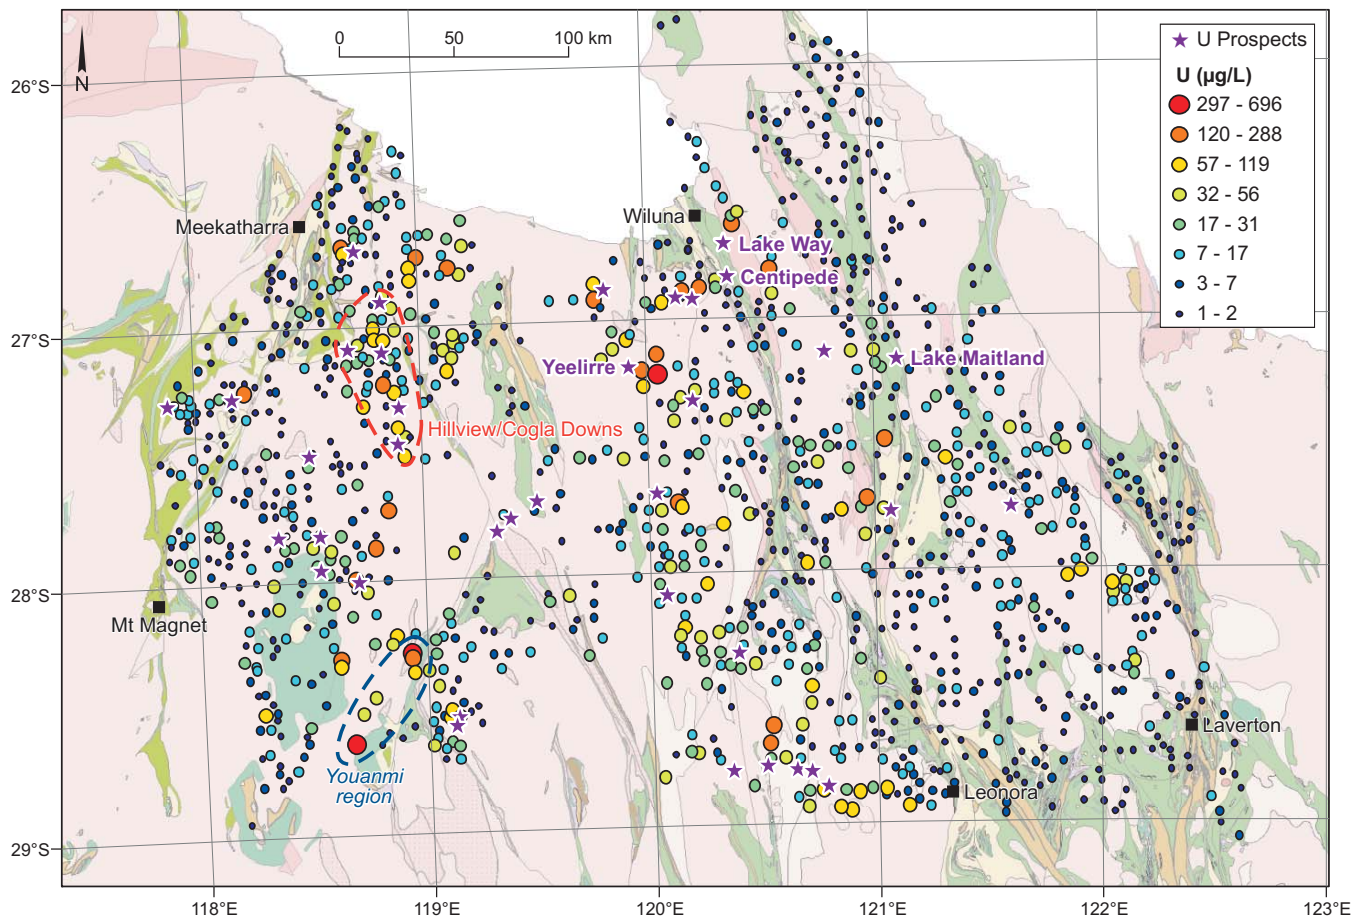 0 50 100 km
N
U Prospects
U (µg/L)
297 - 696
120 - 288
57 - 119
32 - 56
17 - 31
7 - 17
3 - 7
1 - 2
26°S
27°S
28°S
29°S
Meekatharra
Wiluna
Lake Way
Centipede
Yeelirre
Lake Maitland
Hillview/Cogla Downs
Mt Magnet
Youanmi
region
Laverton
Leonora
118°E 119°E 120°E 121°E 122°E 123°E